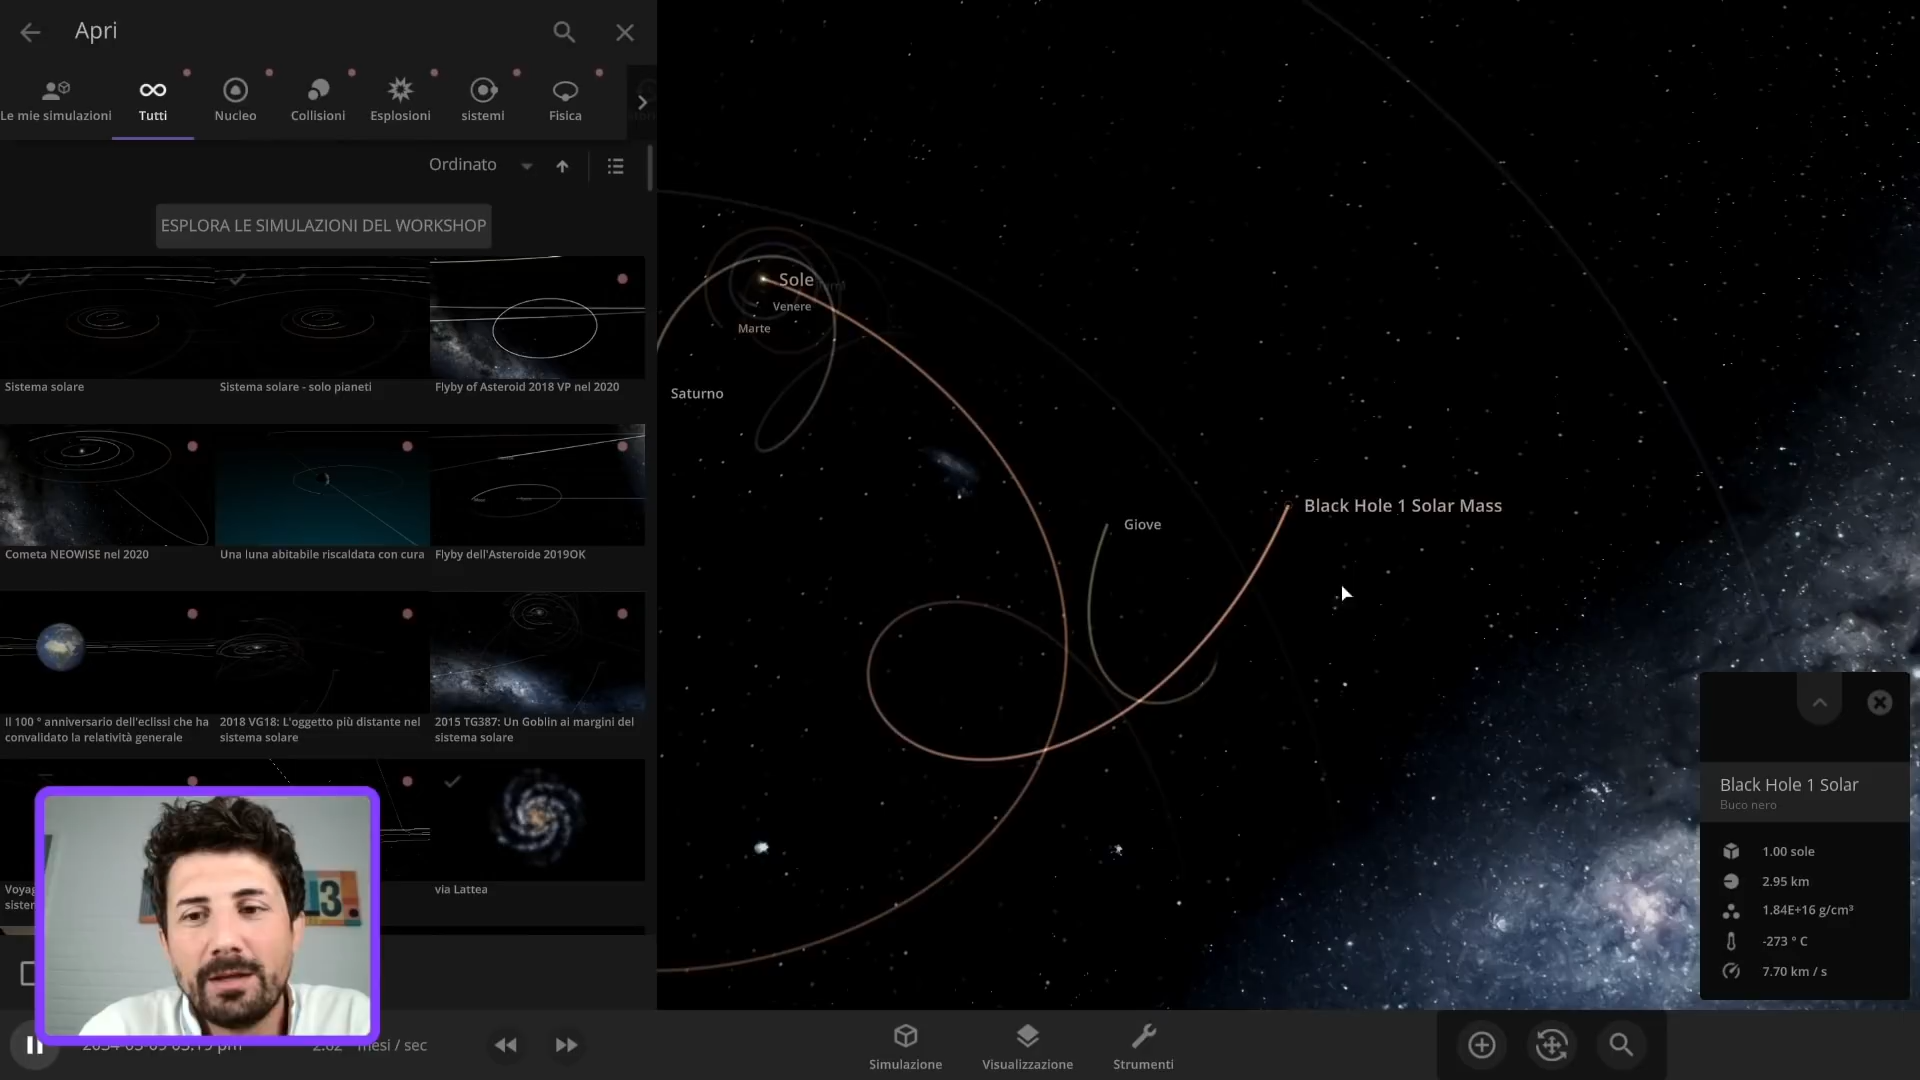 Apri
Le mie simulazioni
Tutti
Nucleo
Collisioni
Esplosioni
sistemi
Fisica
Ordinato
ESPLORA LE SIMULAZIONI DEL WORKSHOP
Sistema solare
Sistema solare - solo pianeti
Flyby of Asteroid 2018 VP nel 2020
Cometa NEOWISE nel 2020
Una luna abitabile riscaldata con cura
Flyby dell'Asteroide 2019OK
Il 100 ° anniversario dell'eclissi che ha
convalidato la relatività generale
2018 VG18: L'oggetto più distante nel
sistema solare
2015 TG387: Un Goblin ai margini del
sistema solare
via Lattea
13.
mesi / sec
Sole
Terra
Venere
Marte
Saturno
Giove
Black Hole 1 Solar Mass
Black Hole 1 Solar
Buco nero
1.00 sole
2.95 km
1.84E+16 g/cm³
-273 ° C
7.70 km / s
Simulazione
Visualizzazione
Strumenti